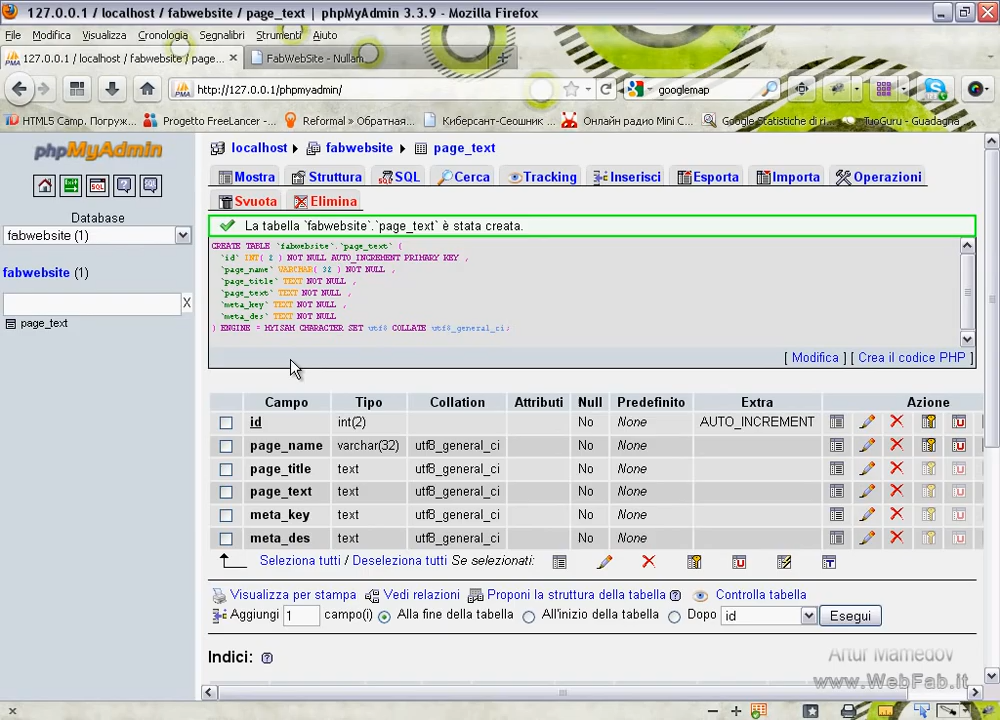 127.0.0.1 / localhost / fabwebsite / page_text | phpMyAdmin 3.3.9 - Mozilla Firefox
File Modifica Visualizza Cronologia Segnalibri Strumenti Aiuto
127.0.0.1 / localhost / fabwebsite / page... FabWebSite - Nullam...
http://127.0.0.1/phpmyadmin/ googlemap
HTML5 Camp. Погруж... Progetto FreeLancer - ... Reformal » Обратная... Киберсант-Сеошник ... Онлайн радио Mini C... Google Statistiche di ri... TuoGuru - Guadagna
phpMyAdmin
Database
fabwebsite (1)
fabwebsite (1)
X
page_text
localhost fabwebsite page_text
Mostra Struttura SQL Cerca Tracking Inserisci Esporta Importa Operazioni
Svuota Elimina
La tabella `fabwebsite`.`page_text` è stata creata.
CREATE TABLE `fabwebsite`.`page_text` (
`id` INT( 2 ) NOT NULL AUTO_INCREMENT PRIMARY KEY ,
`page_name` VARCHAR( 32 ) NOT NULL ,
`page_title` TEXT NOT NULL ,
`page_text` TEXT NOT NULL ,
`meta_key` TEXT NOT NULL ,
`meta_des` TEXT NOT NULL
) ENGINE = MYISAM CHARACTER SET utf8 COLLATE utf8_general_ci;
[ Modifica ] [ Crea il codice PHP ]
Campo Tipo Collation Attributi Null Predefinito Extra Azione
id int(2) No None AUTO_INCREMENT
page_name varchar(32) utf8_general_ci No None
page_title text utf8_general_ci No None
page_text text utf8_general_ci No None
meta_key text utf8_general_ci No None
meta_des text utf8_general_ci No None
Seleziona tutti / Deseleziona tutti Se selezionati:
Visualizza per stampa Vedi relazioni Proponi la struttura della tabella Controlla tabella
Aggiungi 1 campo(i) Alla fine della tabella All'inizio della tabella Dopo id Esegui
Indici:
Artur Mamedov
www.WebFab.it